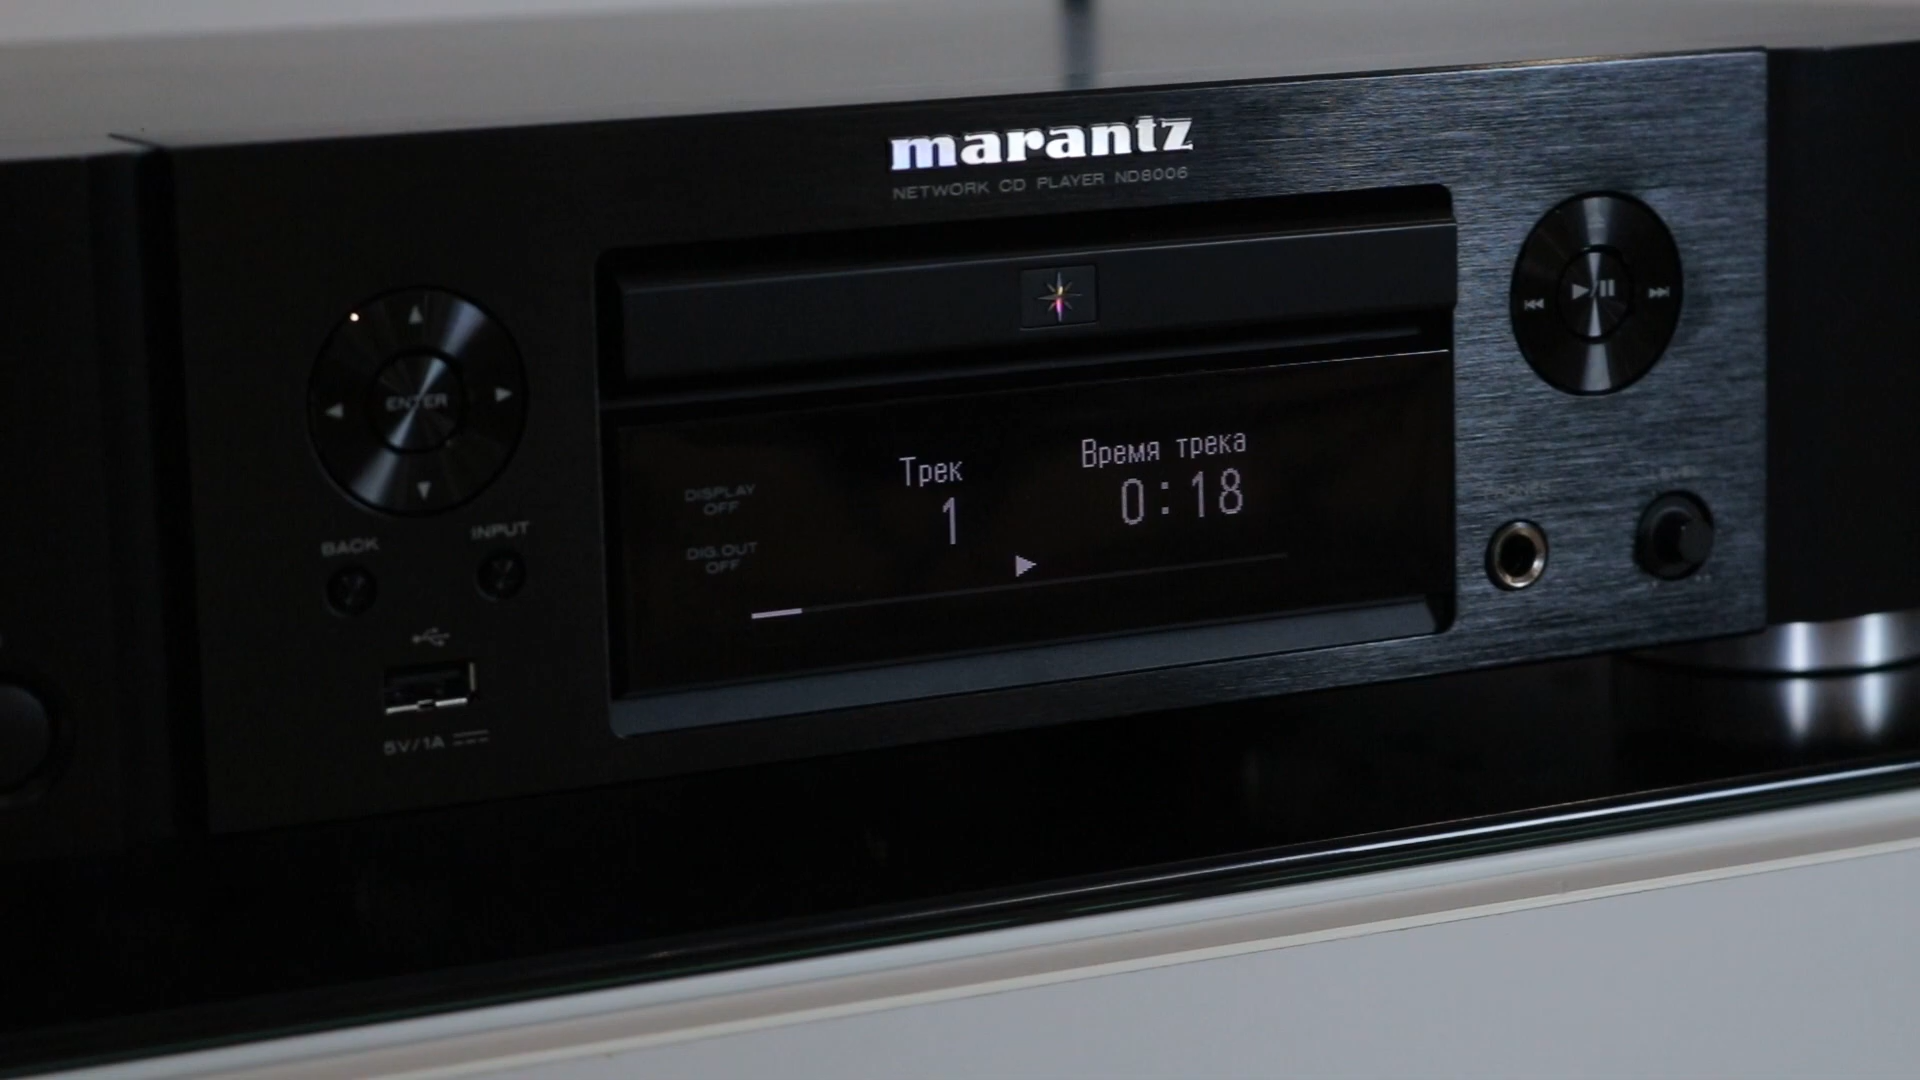 marantz
NETWORK CD PLAYER ND8006
ENTER
BACK
INPUT
5V/1A
DISPLAY
OFF
DIG.OUT
OFF
Трек
1
Время трека
0:18
LEVEL